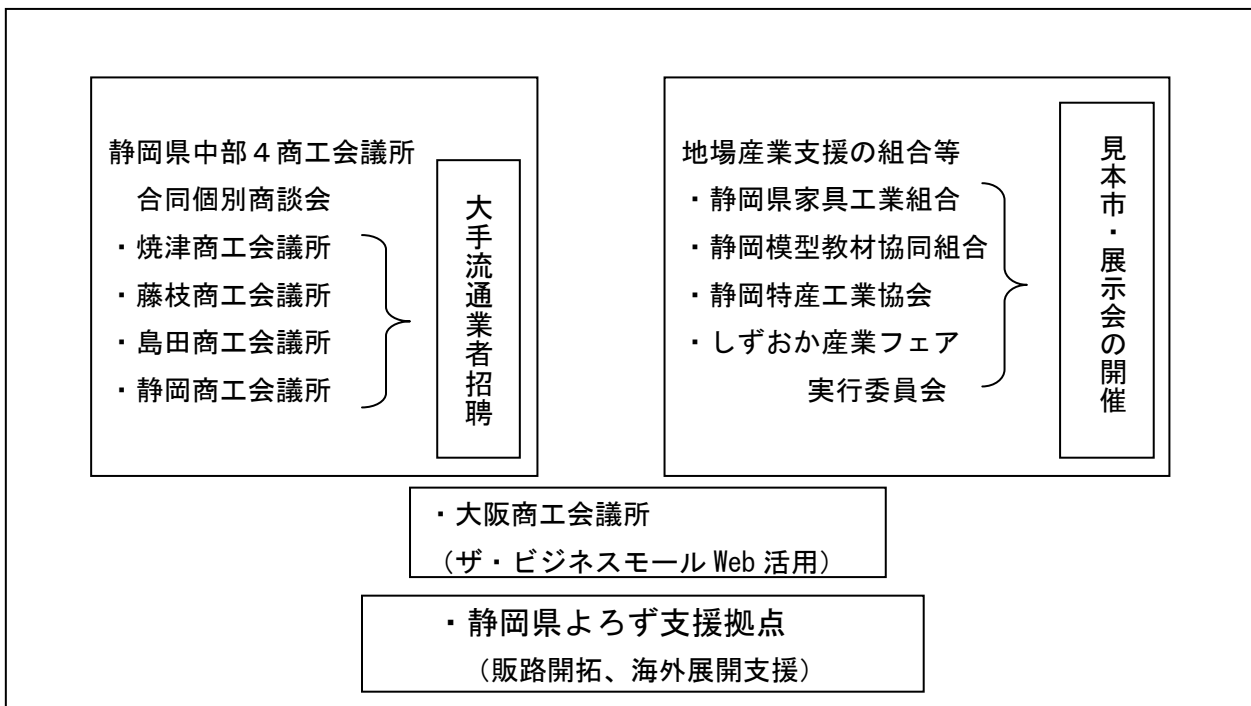 静岡県中部４商工会議所
合同個別商談会
・焼津商工会議所
・藤枝商工会議所
・島田商工会議所
・静岡商工会議所
大手流通業者招聘
地場産業支援の組合等
・静岡県家具工業組合
・静岡模型教材協同組合
・静岡特産工業協会
・しずおか産業フェア
実行委員会
見本市・展示会の開催
・大阪商工会議所
（ザ・ビジネスモール Web 活用）
・静岡県よろず支援拠点
（販路開拓、海外展開支援）